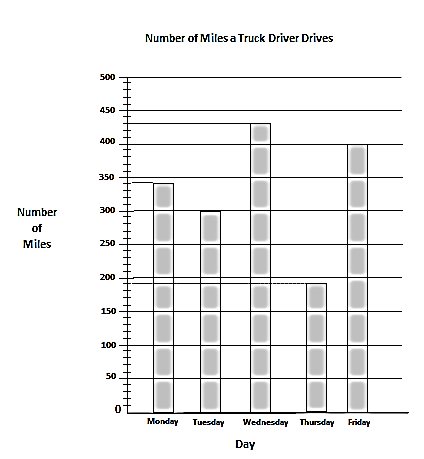 Number of Miles a Truck Driver Drives
500
450
400
350
300
250
200
150
100
50
0
Number
of
Miles
Monday Tuesday Wednesday Thursday Friday
Day